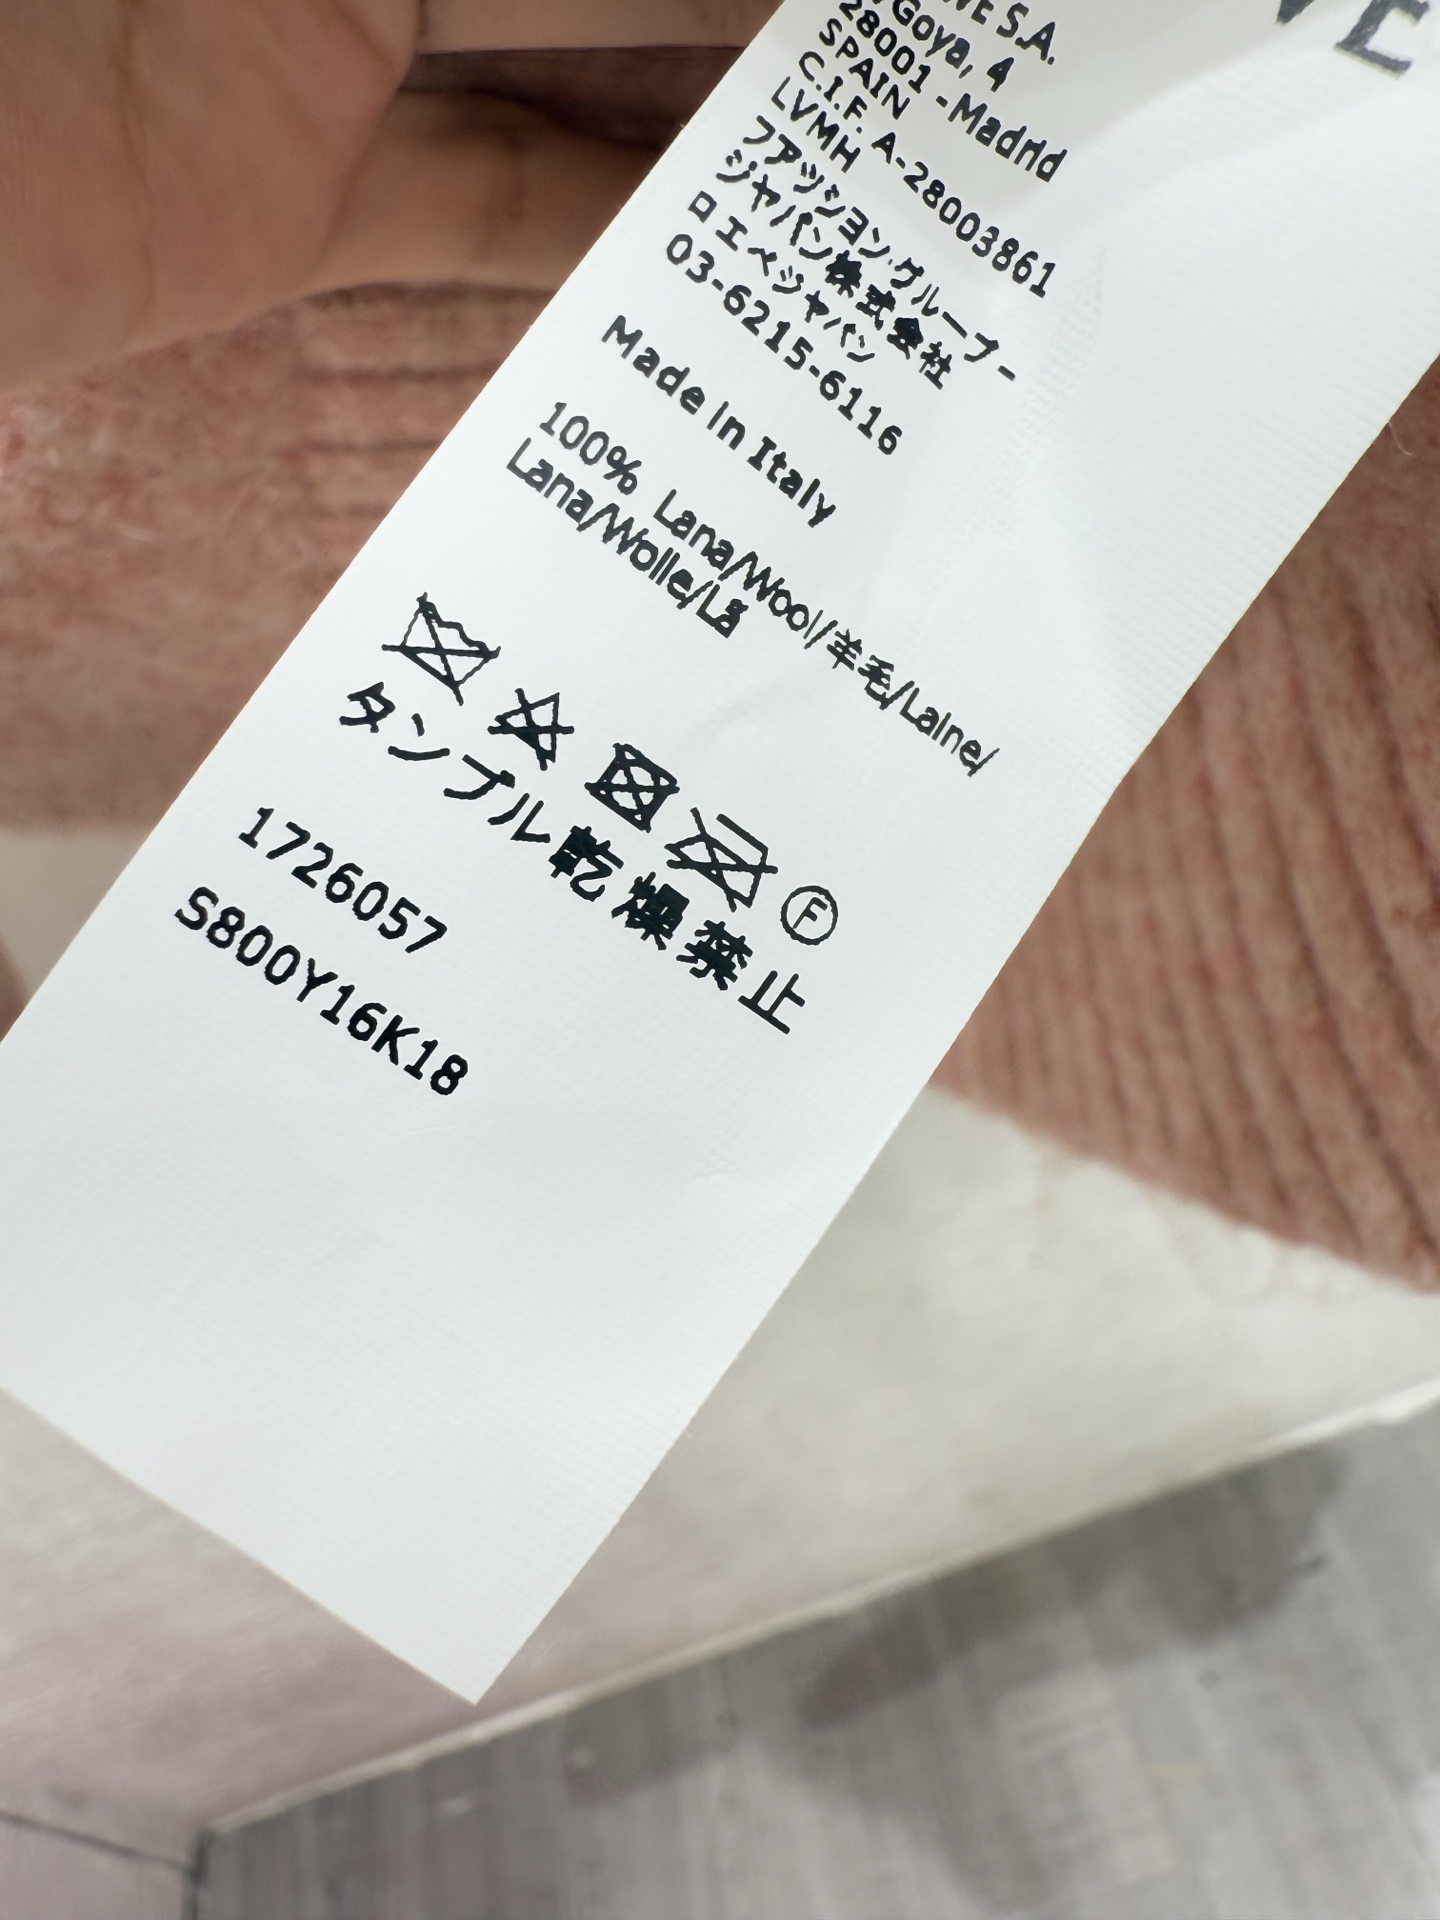 VE
WE S.A.
/Goya, 4
28001 - Madrid
SPAIN
C.I.F. A-28003861
LVMH
ファッション.グループ-
ジャパン株式会社
ロエベジャパン
03-6215-6116
Made in Italy
100% Lana/Wool/羊毛/Laine/
Lana/Wolle/Lã
F
タンブル乾燥禁止
1726057
S800Y16K18